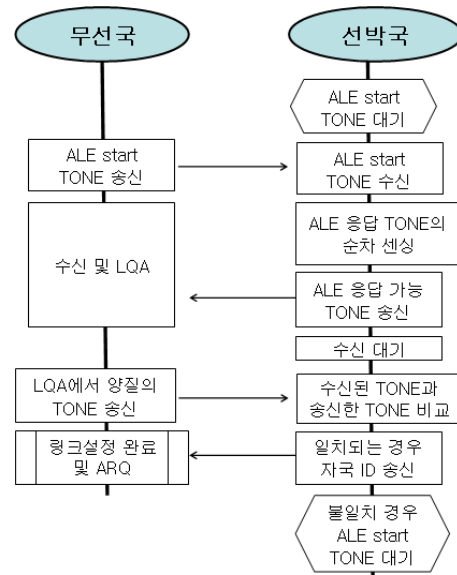 무선국
선박국
ALE start
TONE 대기
ALE start
TONE 송신
ALE start
TONE 수신
수신 및 LQA
ALE 응답 TONE의
순차 센싱
ALE 응답 가능
TONE 송신
수신 대기
LQA에서 양질의
TONE 송신
수신된 TONE과
송신한 TONE 비교
링크설정 완료
및 ARQ
일치되는 경우
자국 ID 송신
불일치 경우
ALE start
TONE 대기